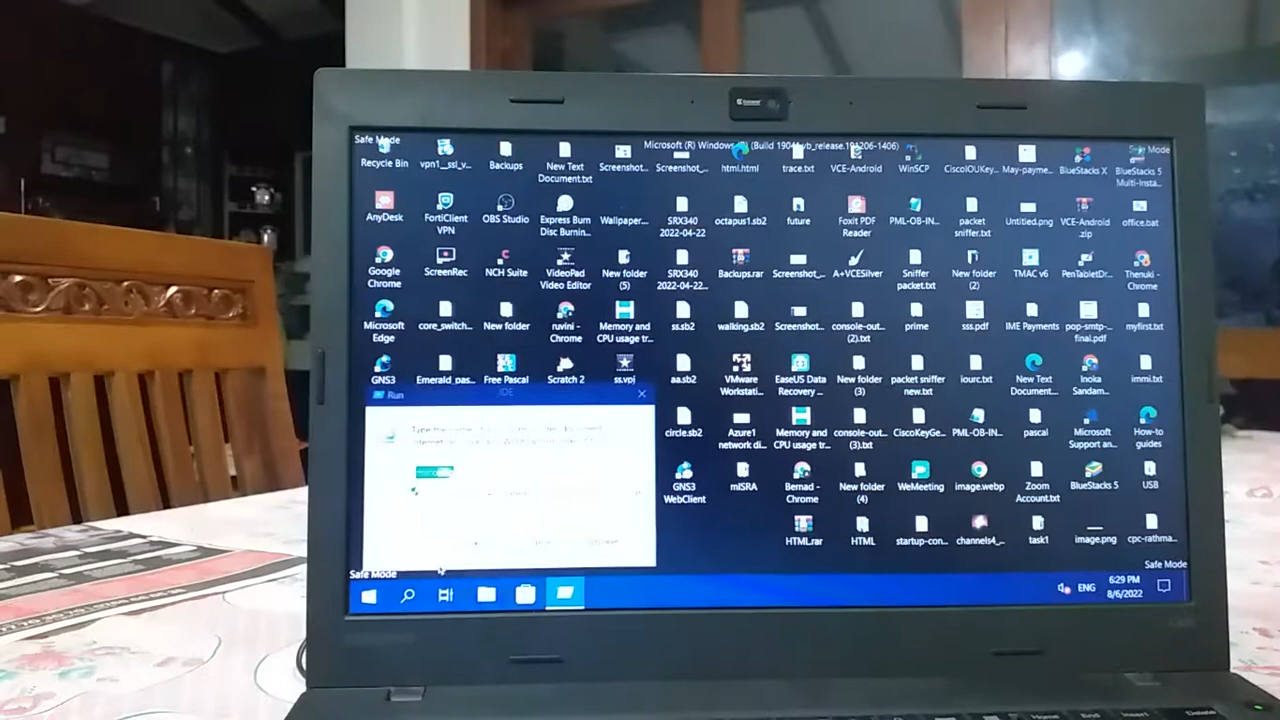 Safe Mode
Microsoft (R) Windows
(Build 1904
vb_release.191206-1406)
Safe Mode
Recycle Bin
vpn1__ssl_v...
Backups
New Text
Document.txt
Screenshot...
Screenshot_...
html.html
trace.txt
VCE-Android
WinSCP
CiscoIOUKey...
May-payme...
BlueStacks X
BlueStacks 5
Multi-Insta...
AnyDesk
FortiClient
VPN
OBS Studio
Express Burn
Disc Burnin...
Wallpaper...
SRX340
2022-04-22
octapus1.sb2
future
Foxit PDF
Reader
PML-OB-IN...
packet
sniffer.txt
Untitled.png
VCE-Android
.zip
office.bat
Google
Chrome
ScreenRec
NCH Suite
VideoPad
Video Editor
New folder
(5)
SRX340
2022-04-22...
Backups.rar
Screenshot_...
A+VCESilver
Sniffer
packet.txt
New folder
(2)
TMAC v6
PenTabletDr...
Thenuki -
Chrome
Microsoft
Edge
core_switch...
New folder
ruvini -
Chrome
Memory and
CPU usage tr...
ss.sb2
walking.sb2
Screenshot...
console-out...
(2).txt
prime
sss.pdf
IME Payments
pop-smtp-...
final.pdf
myfirst.txt
GNS3
Emerald_pas...
Free Pascal
IDE
Scratch 2
ss.vpj
aa.sb2
VMware
Workstati...
EaseUS Data
Recovery ...
New folder
(3)
packet sniffer
new.txt
iourc.txt
New Text
Document...
Inoka
Sandam...
immi.txt
Run
circle.sb2
Azure1
network di...
Memory and
CPU usage tr...
console-out...
(3).txt
CiscoKeyGe...
PML-OB-IN...
pascal
Microsoft
Support an...
How-to
guides
GNS3
WebClient
mISRA
Bernad -
Chrome
New folder
(4)
WeMeeting
image.webp
Zoom
Account.txt
BlueStacks 5
USB
HTML.rar
HTML
startup-con...
channels4_...
task1
image.png
cpc-rathma...
Safe Mode
Safe Mode
ENG
6:29 PM
8/6/2022
Home
End
Insert
Delete